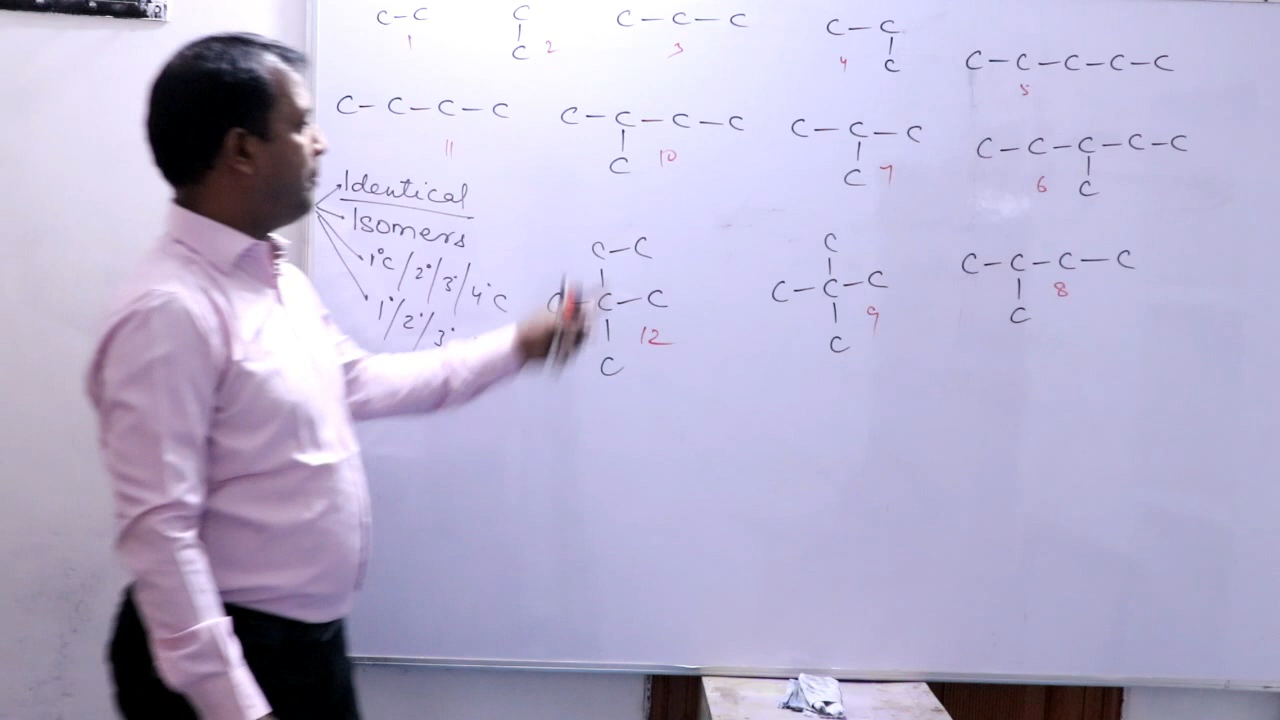 C-C
1
C
|
C 2
C-C-C
3
C-C
|
C
4
C-C-C-C-C
5
C-C-C-C
11
C-C-C-C
|
C
10
C-C-C
|
C
7
C-C-C-C-C
|
C
6
Identical
Isomers
1°C/2°/3°/4°C
1°/2°/3°
C-C
|
C-C-C
|
C
12
C
|
C-C-C
|
C
9
C-C-C-C
|
C
8